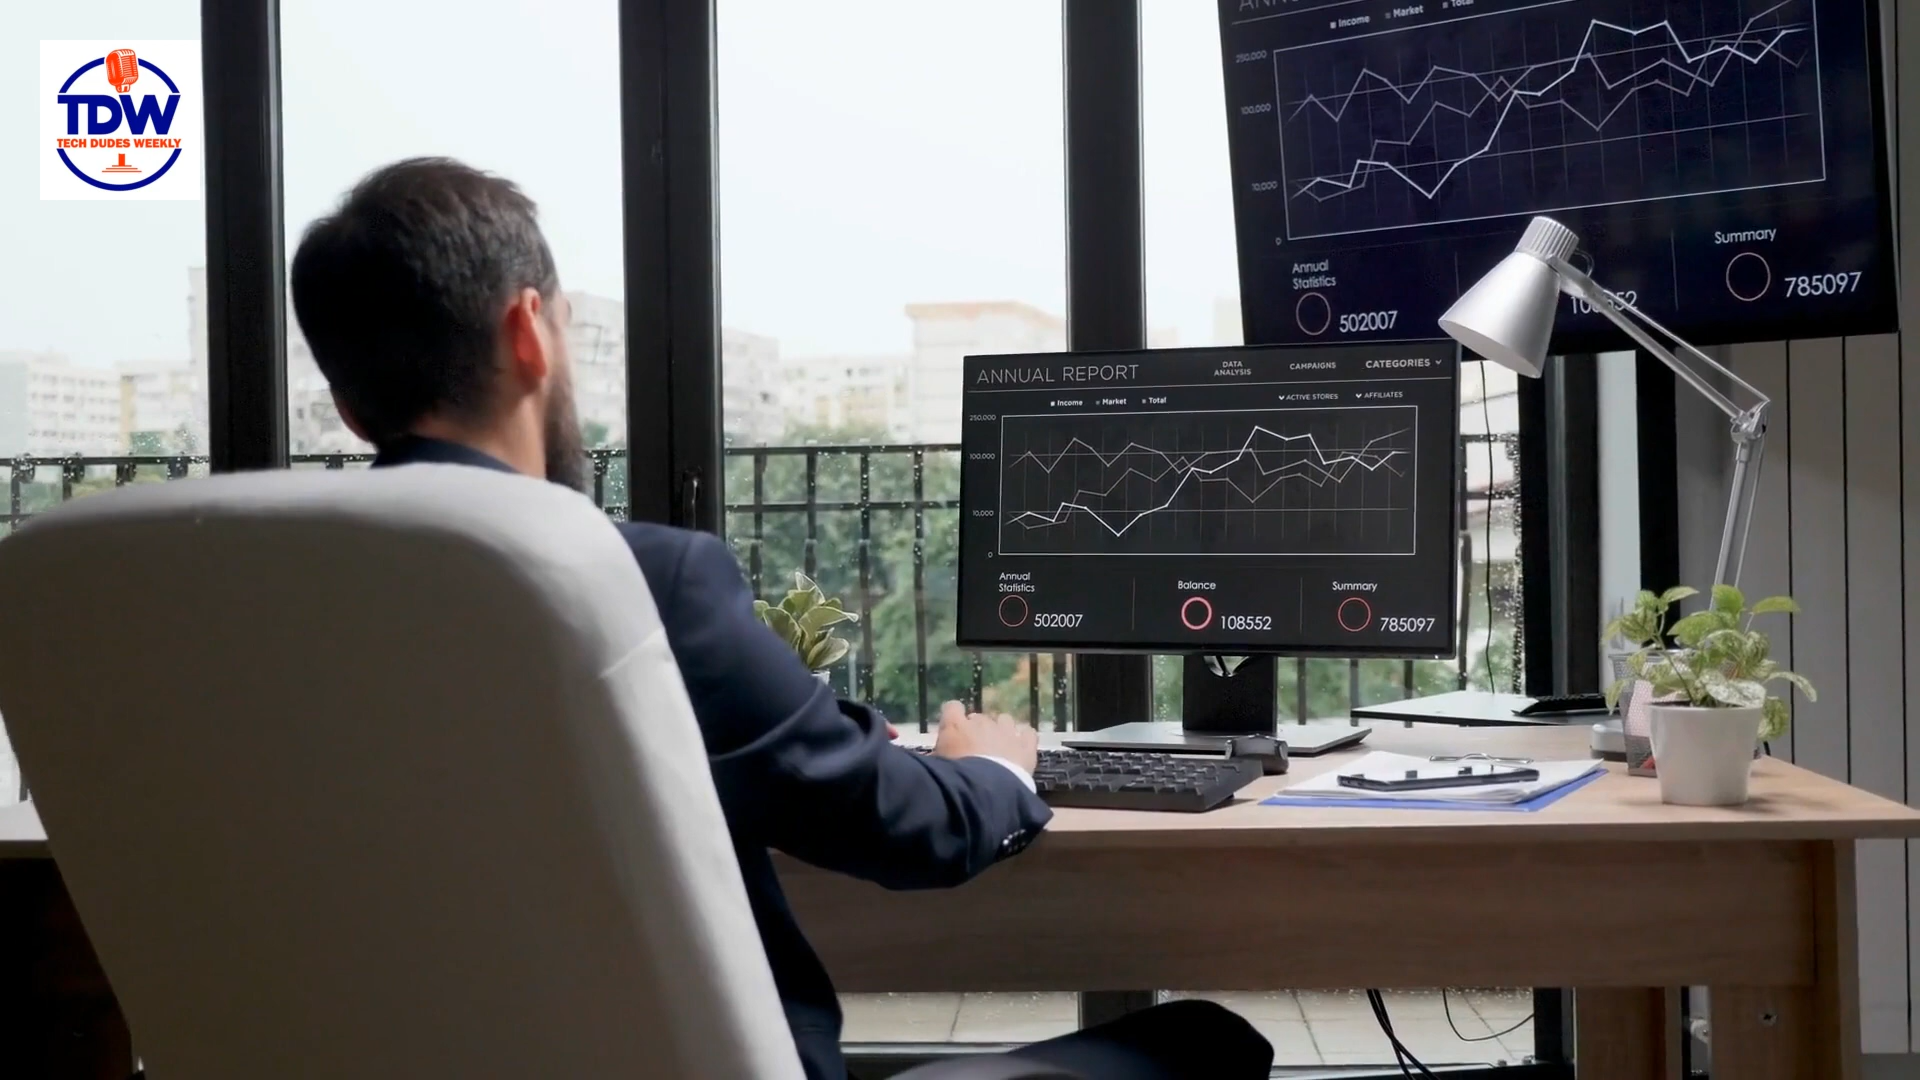 TDW
TECH DUDES WEEKLY
Income Market Total
250,000
100,000
10,000
0
Annual
Statistics
502007
Summary
785097
ANNUAL REPORT
DATA
ANALYSIS
CAMPAIGNS
CATEGORIES
Income Market Total
ACTIVE STORES
AFFILIATES
250,000
100,000
10,000
0
Annual
Statistics
502007
Balance
108552
Summary
785097